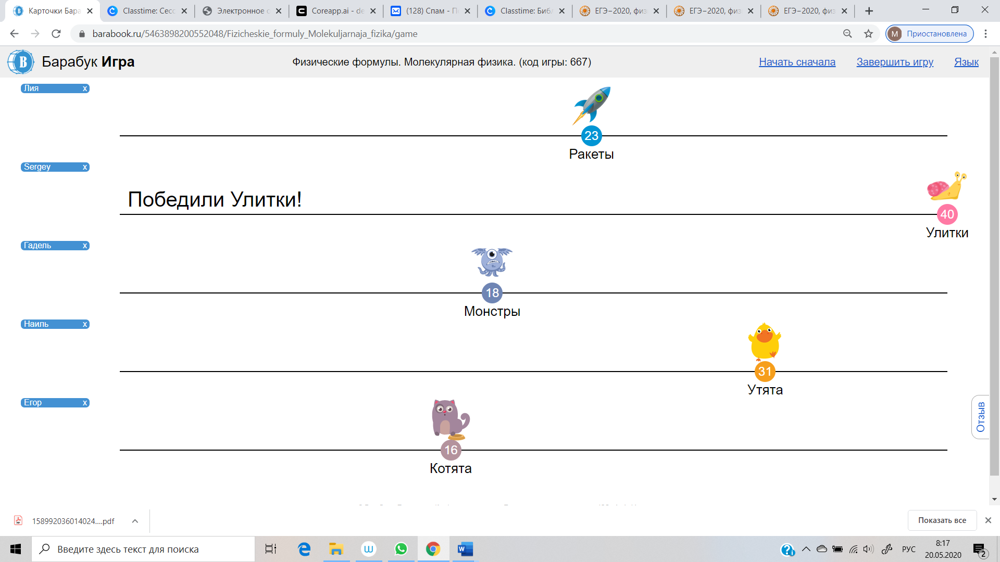 Карточки Бара
Classtime: Сесс
Электронное о
Coreapp.ai - de
(128) Спам - По
Classtime: Библ
ЕГЭ–2020, физ
ЕГЭ–2020, физ
ЕГЭ–2020, физ
barabook.ru/5463898200552048/Fizicheskie_formuly_Molekuljarnaja_fizika/game
М Приостановлена
B Барабук Игра
Физические формулы. Молекулярная физика. (код игры: 667)
Начать сначала
Завершить игру
Язык
Лия x
23
Ракеты
Sergey x
Победили Улитки!
40
Улитки
Гадель x
18
Монстры
Наиль x
31
Утята
Егор x
16
Котята
Отзыв
158992036014024....pdf
Показать все
Введите здесь текст для поиска
РУС
8:17
20.05.2020
2